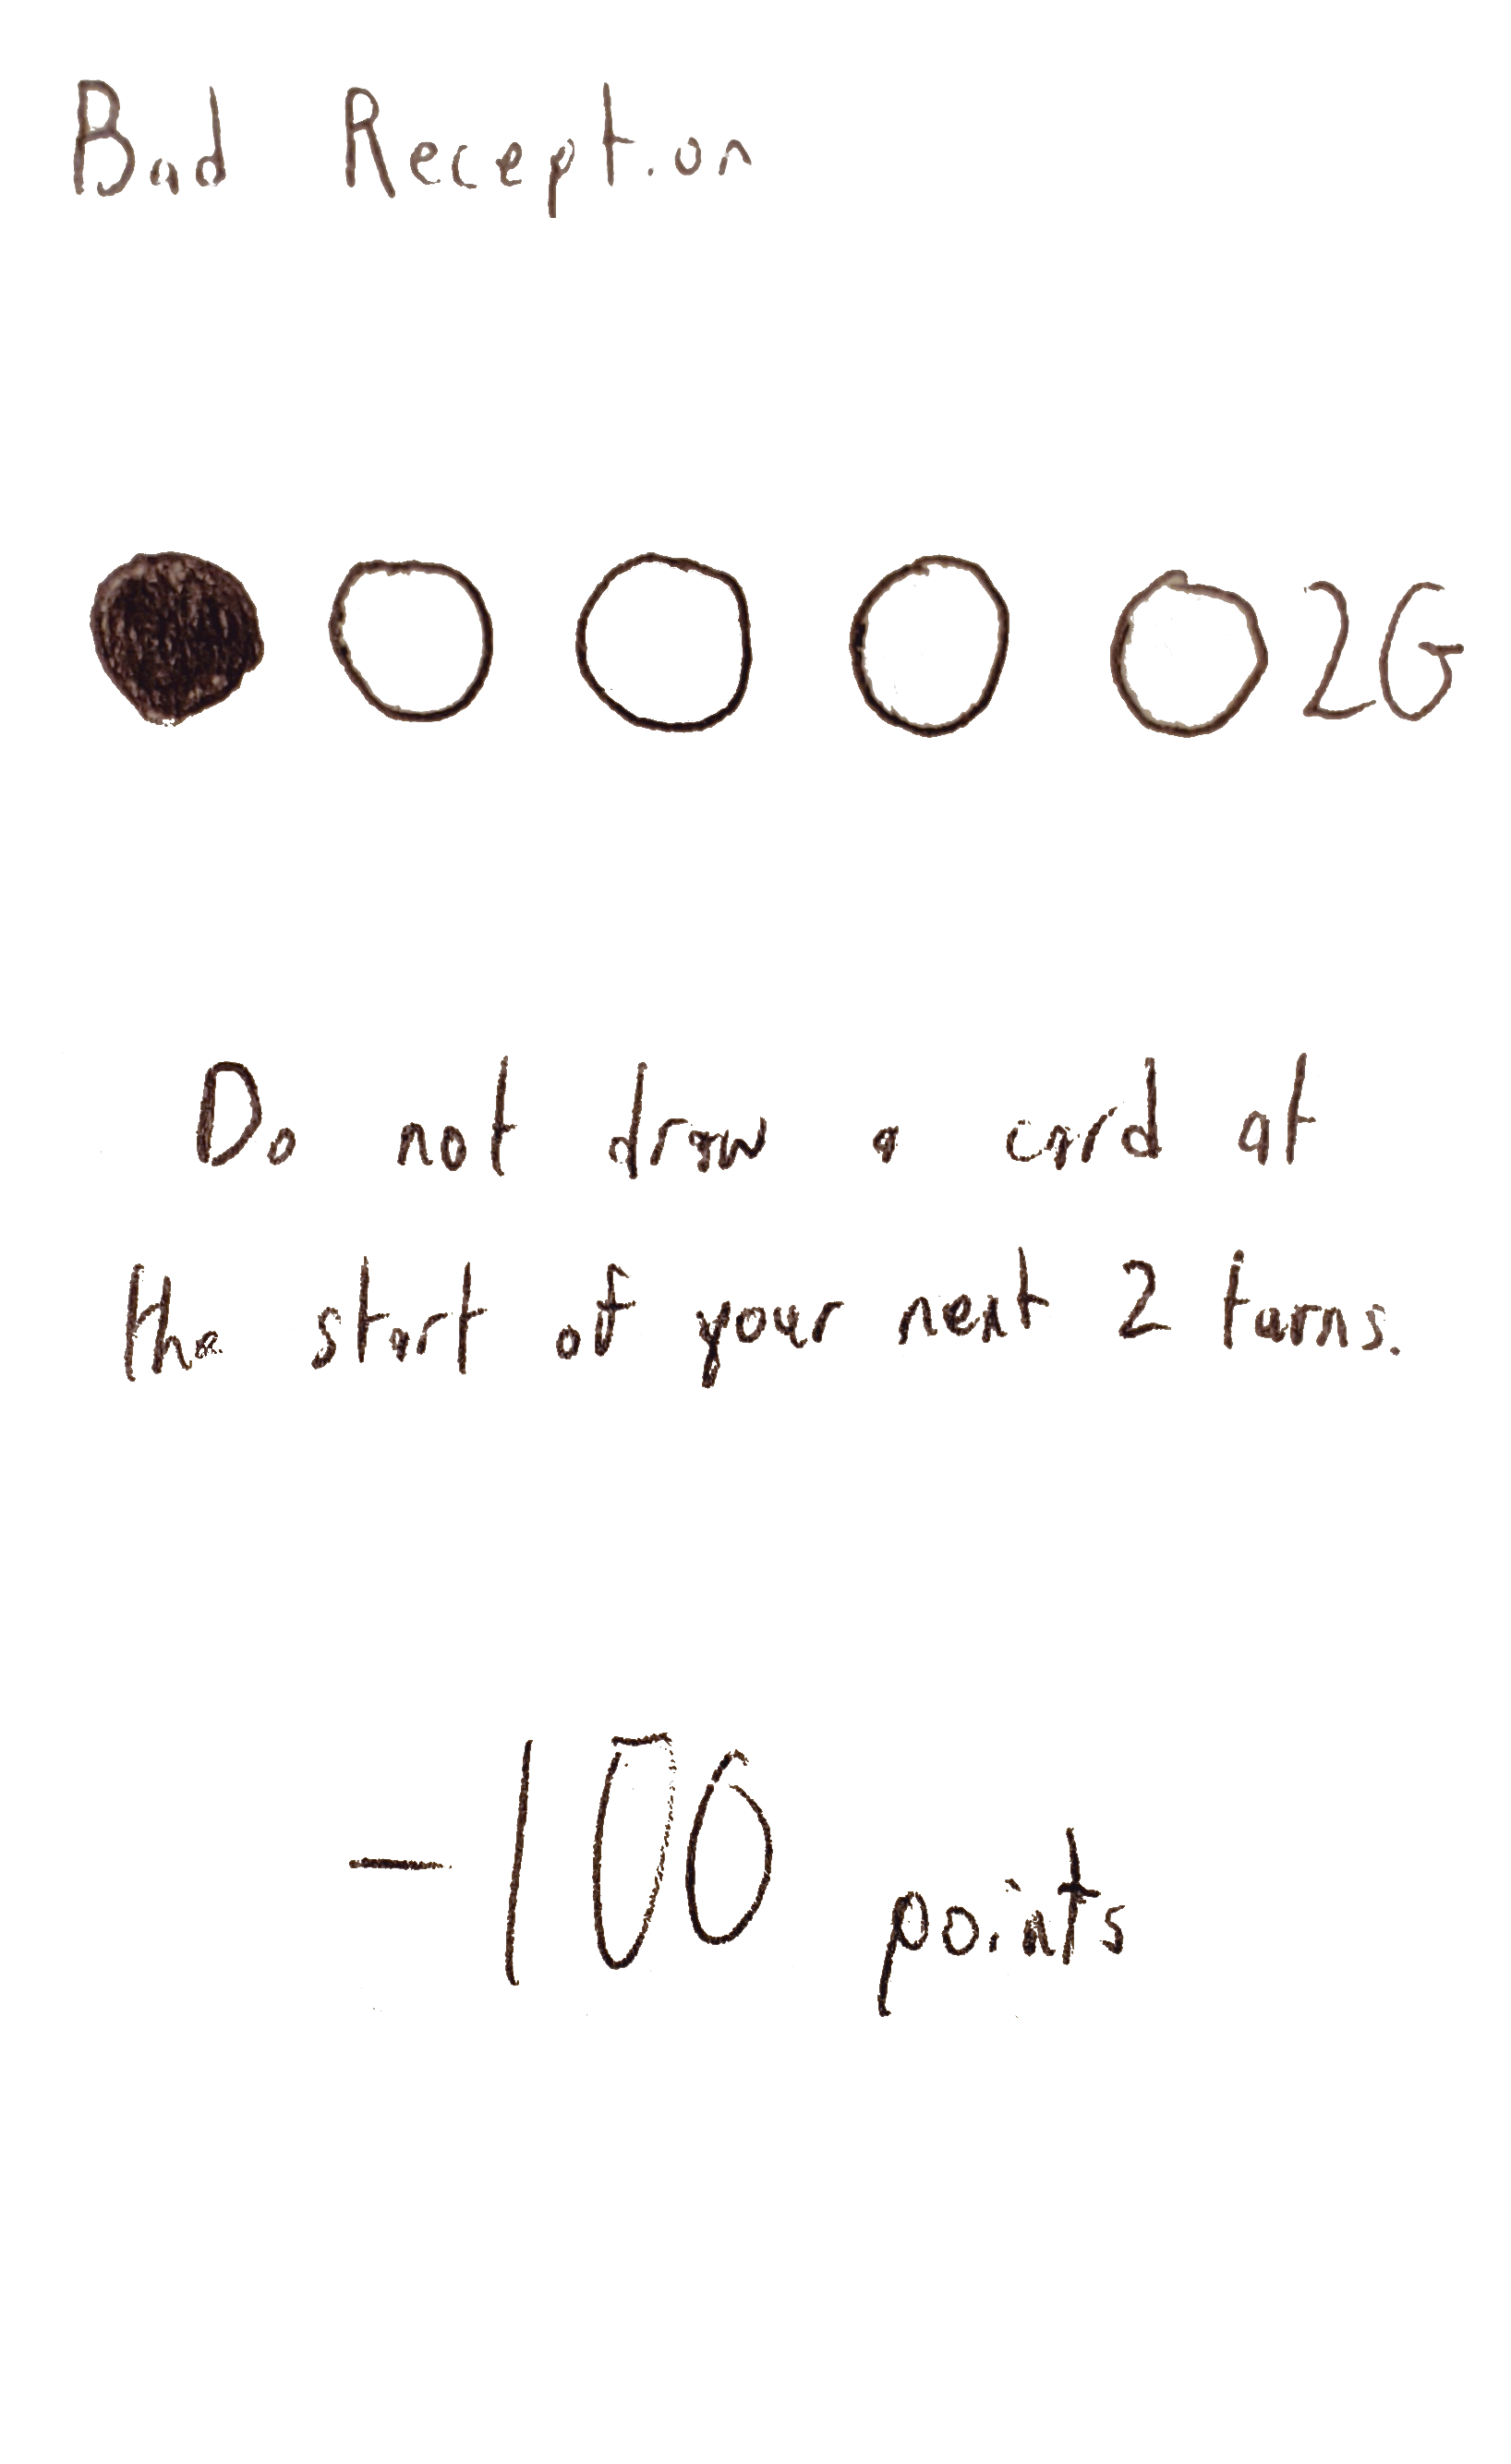 Bad Reception
2G
Do not draw a card at
the start of your next 2 turns.
-100 points